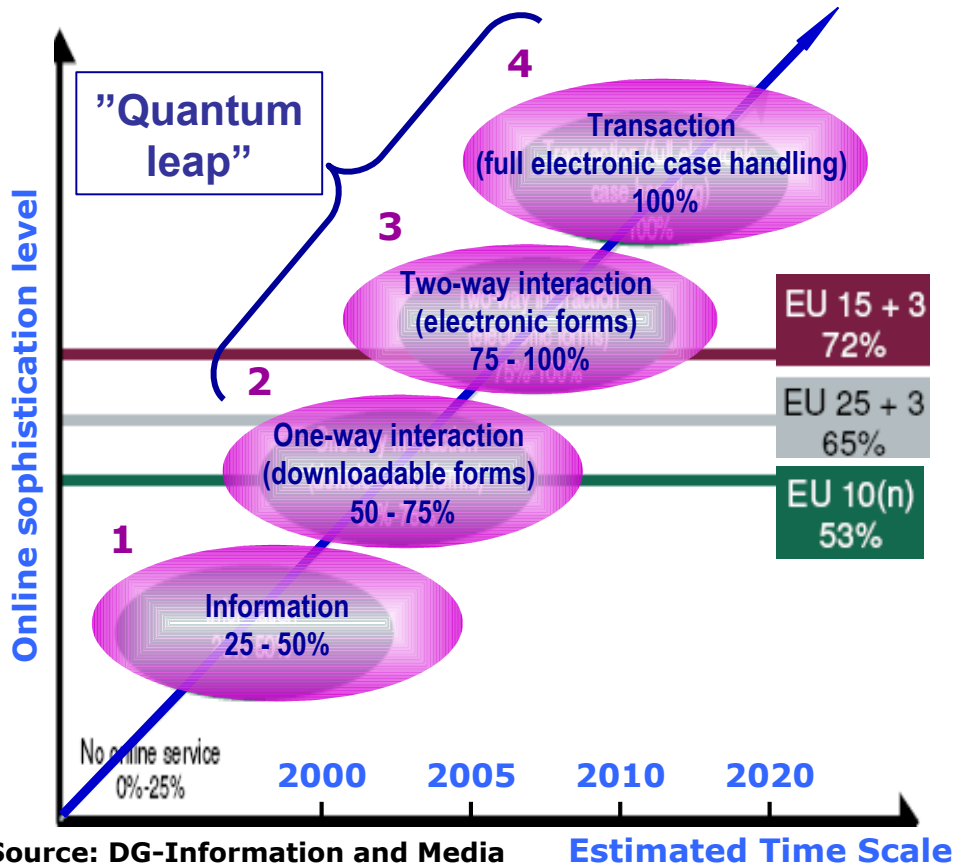 4
”Quantum
leap”
Transaction
(full electronic case handling)
100%
3
Two-way interaction
(electronic forms)
75 - 100%
EU 15 + 3
72%
2
EU 25 + 3
65%
One-way interaction
(downloadable forms)
50 - 75%
EU 10(n)
53%
1
Information
25 - 50%
Online sophistication level
No online service
0%-25%
2000
2005
2010
2020
Source: DG-Information and Media
Estimated Time Scale